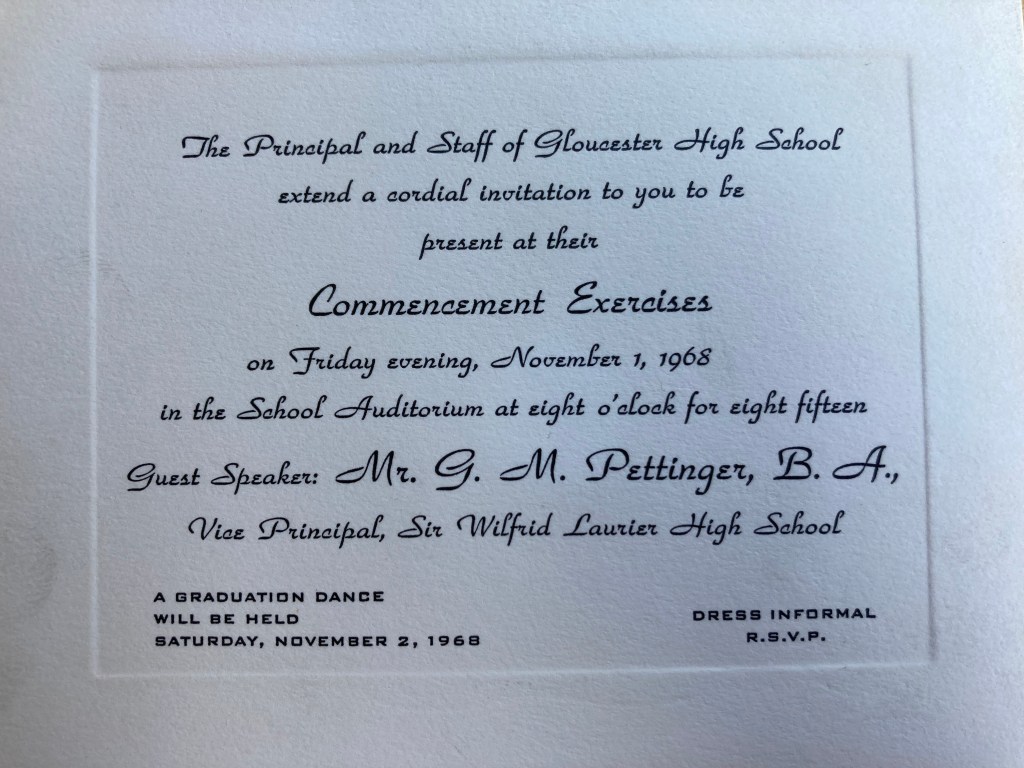 The Principal and Staff of Gloucester High School
extend a cordial invitation to you to be
present at their
Commencement Exercises
on Friday evening, November 1, 1968
in the School Auditorium at eight o'clock for eight fifteen
Guest Speaker: Mr. G. M. Pettinger, B. A.,
Vice Principal, Sir Wilfrid Laurier High School
A GRADUATION DANCE
WILL BE HELD
SATURDAY, NOVEMBER 2, 1968
DRESS INFORMAL
R.S.V.P.